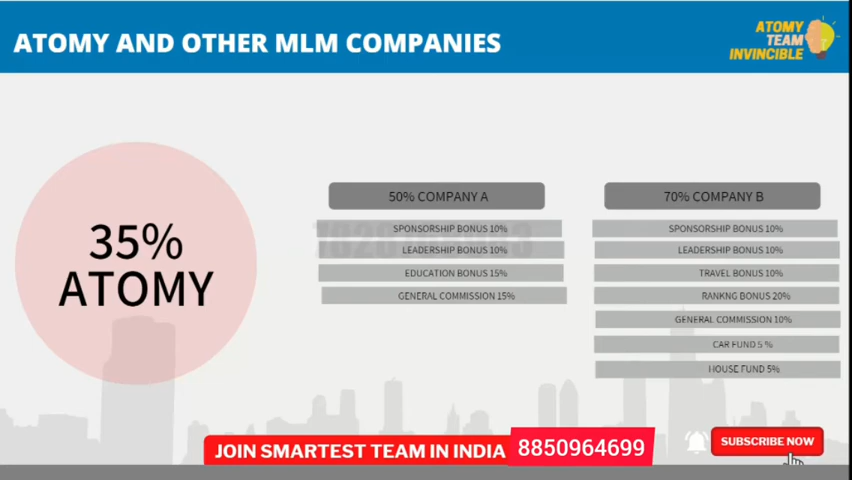 ATOMY AND OTHER MLM COMPANIES
ATOMY
TEAM
INVINCIBLE
35%
ATOMY
50% COMPANY A
SPONSORSHIP BONUS 10%
LEADERSHIP BONUS 10%
EDUCATION BONUS 15%
GENERAL COMMISSION 15%
70% COMPANY B
SPONSORSHIP BONUS 10%
LEADERSHIP BONUS 10%
TRAVEL BONUS 10%
RANKNG BONUS 20%
GENERAL COMMISSION 10%
CAR FUND 5 %
HOUSE FUND 5%
JOIN SMARTEST TEAM IN INDIA
8850964699
SUBSCRIBE NOW